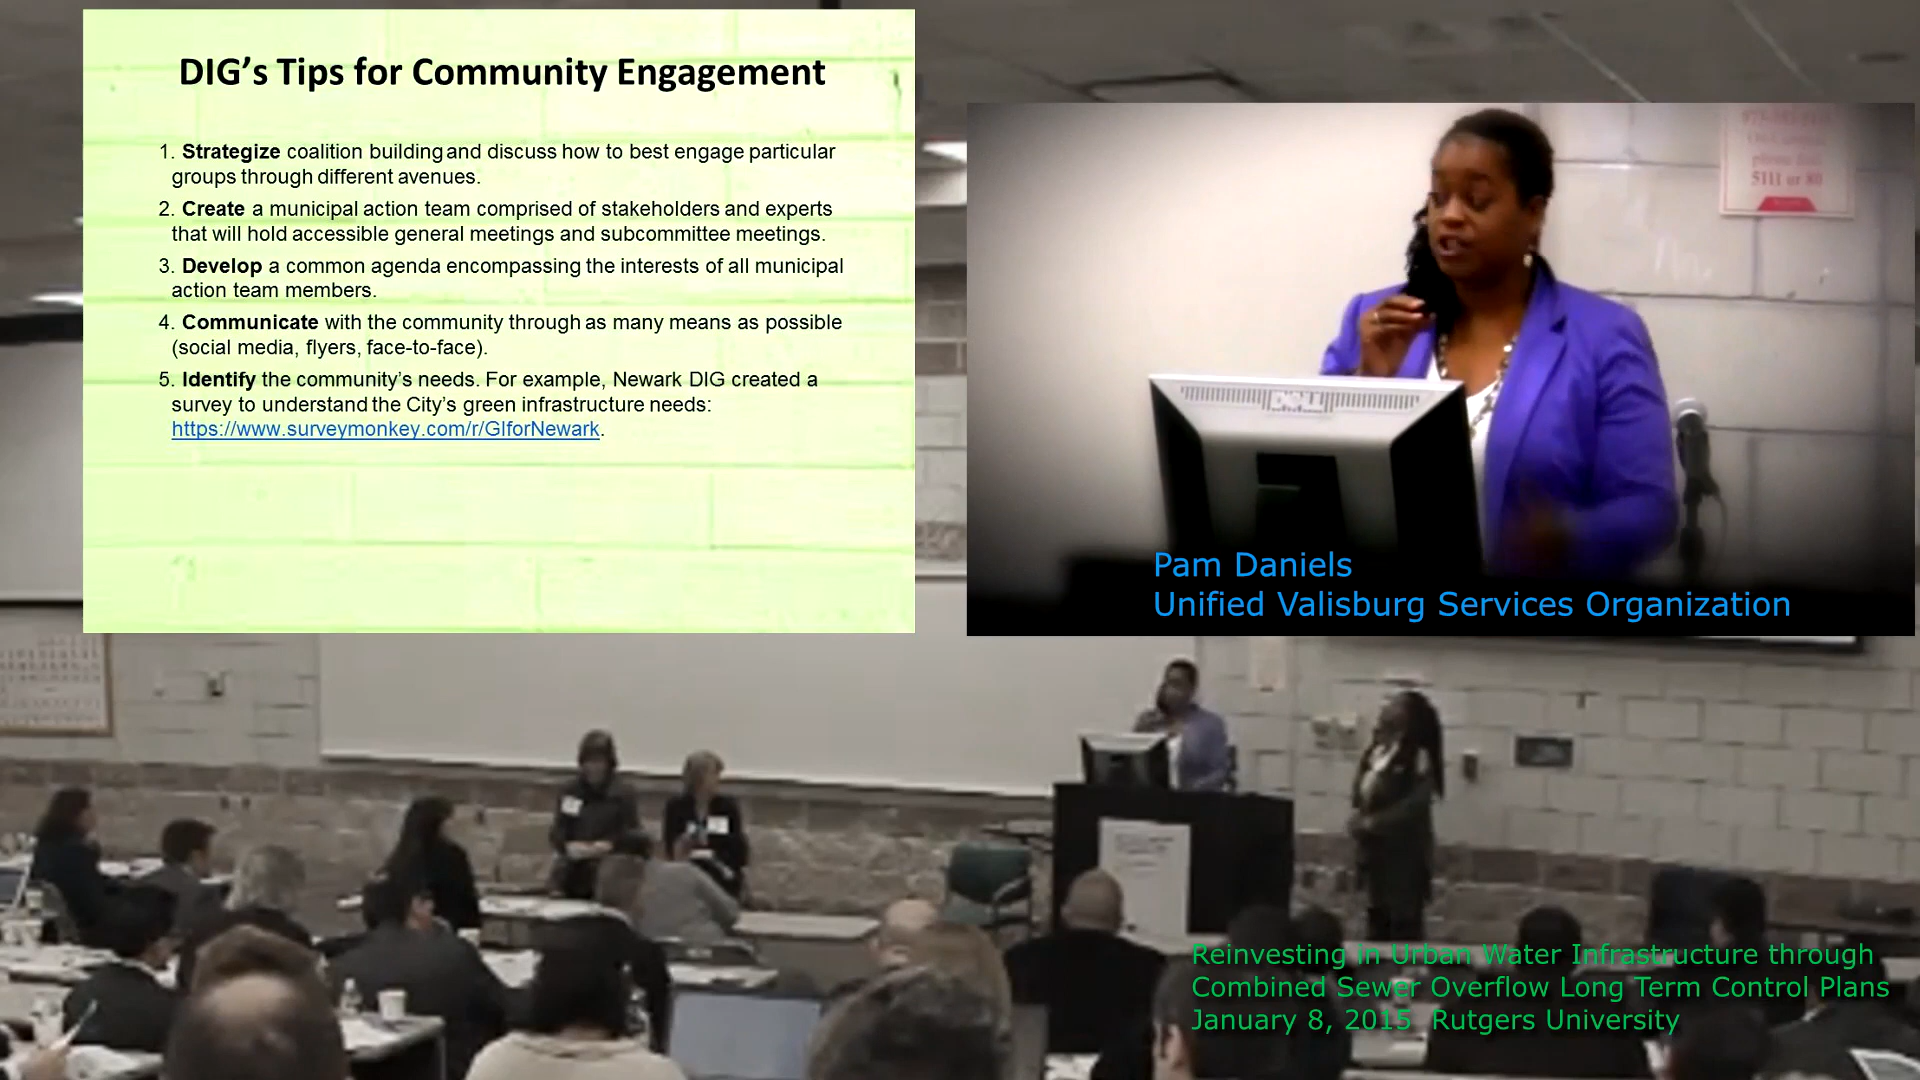 DIG's Tips for Community Engagement
1. Strategize coalition building and discuss how to best engage particular
groups through different avenues.
2. Create a municipal action team comprised of stakeholders and experts
that will hold accessible general meetings and subcommittee meetings.
3. Develop a common agenda encompassing the interests of all municipal
action team members.
4. Communicate with the community through as many means as possible
(social media, flyers, face-to-face).
5. Identify the community's needs. For example, Newark DIG created a
survey to understand the City's green infrastructure needs:
https://www.surveymonkey.com/r/GIforNewark.
5111 or 80
DELL
Pam Daniels
Unified Valisburg Services Organization
Reinvesting in Urban Water Infrastructure through
Combined Sewer Overflow Long Term Control Plans
January 8, 2015 Rutgers University